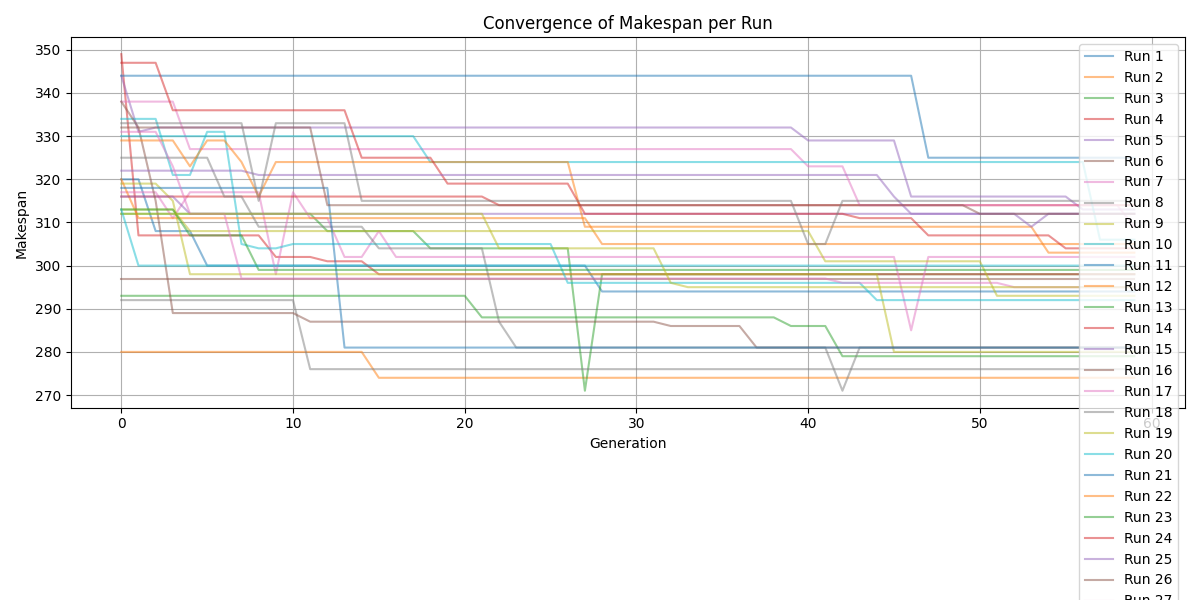 Convergence of Makespan per Run
Makespan
350
340
330
320
310
300
290
280
270
0
10
20
30
40
50
60
Generation
Run 1
Run 2
Run 3
Run 4
Run 5
Run 6
Run 7
Run 8
Run 9
Run 10
Run 11
Run 12
Run 13
Run 14
Run 15
Run 16
Run 17
Run 18
Run 19
Run 20
Run 21
Run 22
Run 23
Run 24
Run 25
Run 26
Run 27